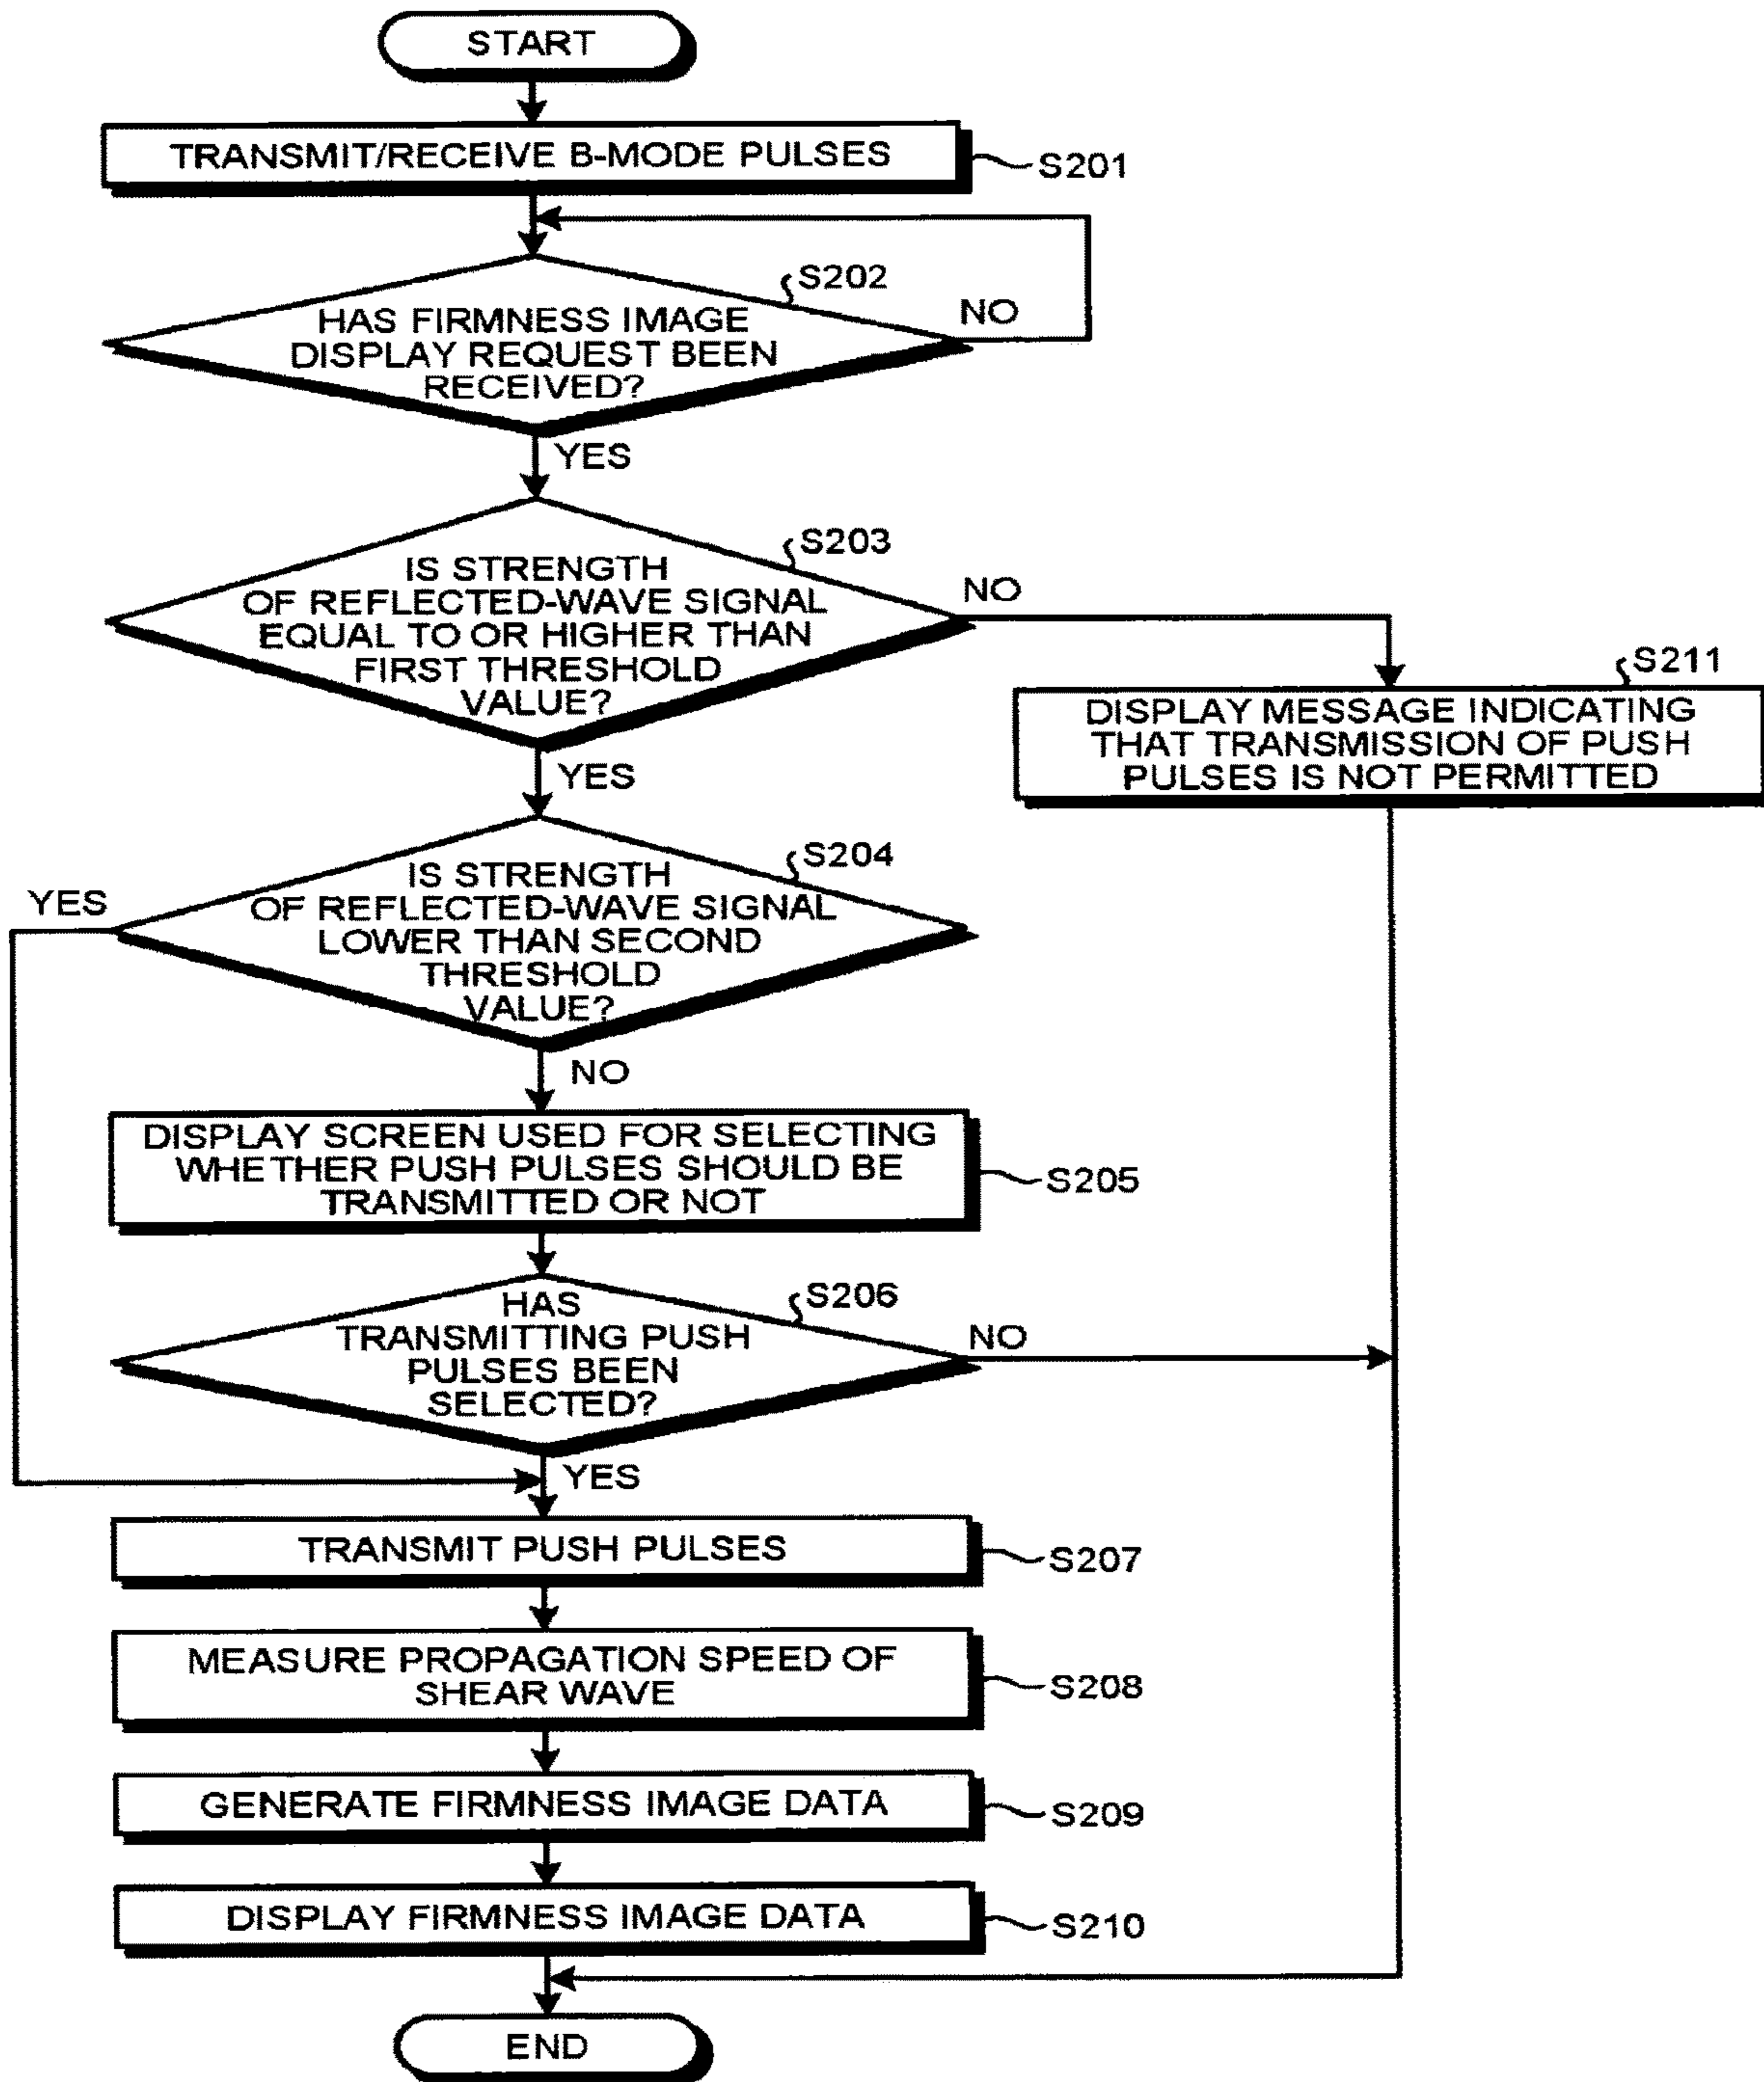 START
TRANSMIT/RECEIVE B-MODE PULSES
S201
S202
HAS FIRMNESS IMAGE
DISPLAY REQUEST BEEN
RECEIVED?
NO
YES
S203
IS STRENGTH
OF REFLECTED-WAVE SIGNAL
EQUAL TO OR HIGHER THAN
FIRST THRESHOLD
VALUE?
NO
YES
S211
DISPLAY MESSAGE INDICATING
THAT TRANSMISSION OF PUSH
PULSES IS NOT PERMITTED
S204
IS STRENGTH
OF REFLECTED-WAVE SIGNAL
LOWER THAN SECOND
THRESHOLD
VALUE?
YES
NO
DISPLAY SCREEN USED FOR SELECTING
WHETHER PUSH PULSES SHOULD BE
TRANSMITTED OR NOT
S205
S206
HAS
TRANSMITTING PUSH
PULSES BEEN
SELECTED?
NO
YES
TRANSMIT PUSH PULSES
S207
MEASURE PROPAGATION SPEED OF
SHEAR WAVE
S208
GENERATE FIRMNESS IMAGE DATA
S209
DISPLAY FIRMNESS IMAGE DATA
S210
END